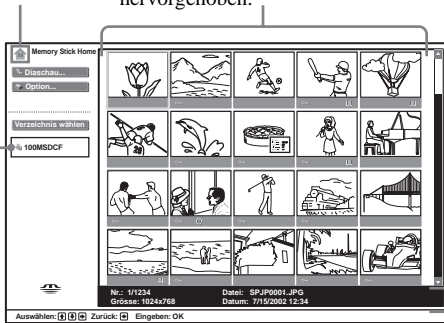 hervorgehoben.
Memory Stick Home
Diaschau...
Option...
Verzeichnis wählen
100MSDCF
Nr.: 1/1234 Datei: SPJP0001.JPG
Grösse: 1024x768 Datum: 7/15/2002 12:34
Auswählen: Zurück: Eingeben: OK